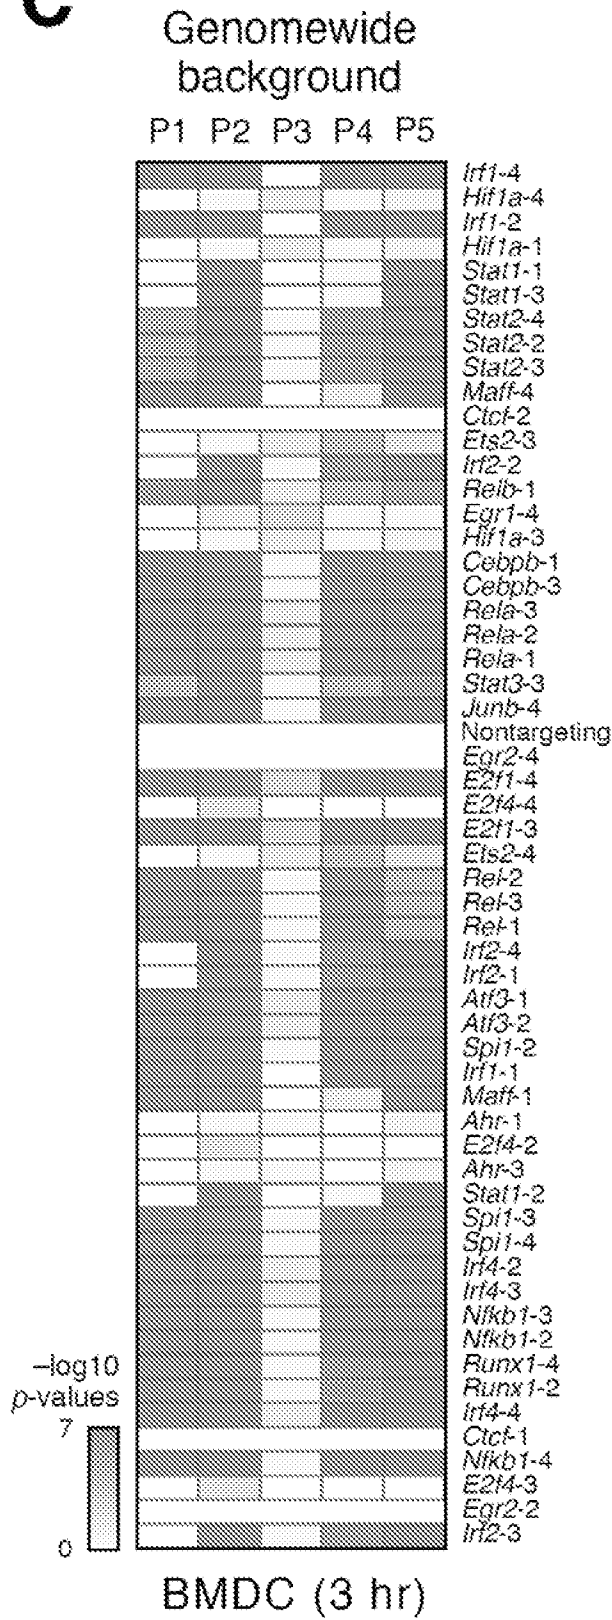 C
Genomewide
background
P1 P2 P3 P4 P5
Irf1-4
Hif1a-4
Irf1-2
Hif1a-1
Stat1-1
Stat1-3
Stat2-4
Stat2-2
Stat2-3
Maff-4
Ctcf-2
Ets2-3
Irf2-2
Relb-1
Egr1-4
Hif1a-3
Cebpb-1
Cebpb-3
Rela-3
Rela-2
Rela-1
Stat3-3
Junb-4
Nontargeting
Egr2-4
E2f1-4
E2f4-4
E2f1-3
Ets2-4
Rel-2
Rel-3
Rel-1
Irf2-4
Irf2-1
Atf3-1
Atf3-2
Spi1-2
Irf1-1
Maff-1
Ahr-1
E2f4-2
Ahr-3
Stat1-2
Spi1-3
Spi1-4
Irf4-2
Irf4-3
Nfkb1-3
Nfkb1-2
Runx1-4
Runx1-2
Irf4-4
Ctcf-1
Nfkb1-4
E2f4-3
Egr2-2
Irf2-3
–log10
p-values
7
0
BMDC (3 hr)